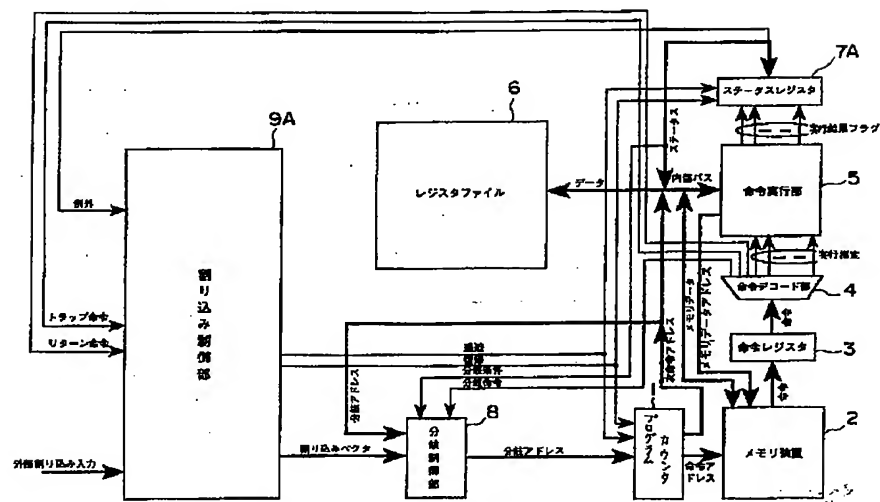 7A
ステータスレジスタ
実行結果フラグ
6
レジスタファイル
ステータス
9A
割り込み制御部
例外
トラップ命令
リターン命令
外部割り込み入力
データ
内部バス
命令実行部
5
実行指定
命令デコード部
4
命令
命令レジスタ
3
命令
メモリデータ
メモリデータアドレス
次命令アドレス
退避
復帰
分岐条件
分岐命令
分岐アドレス
8
分岐制御部
割り込みベクタ
分岐アドレス
プログラム
カウンタ
命令アドレス
メモリ装置
2